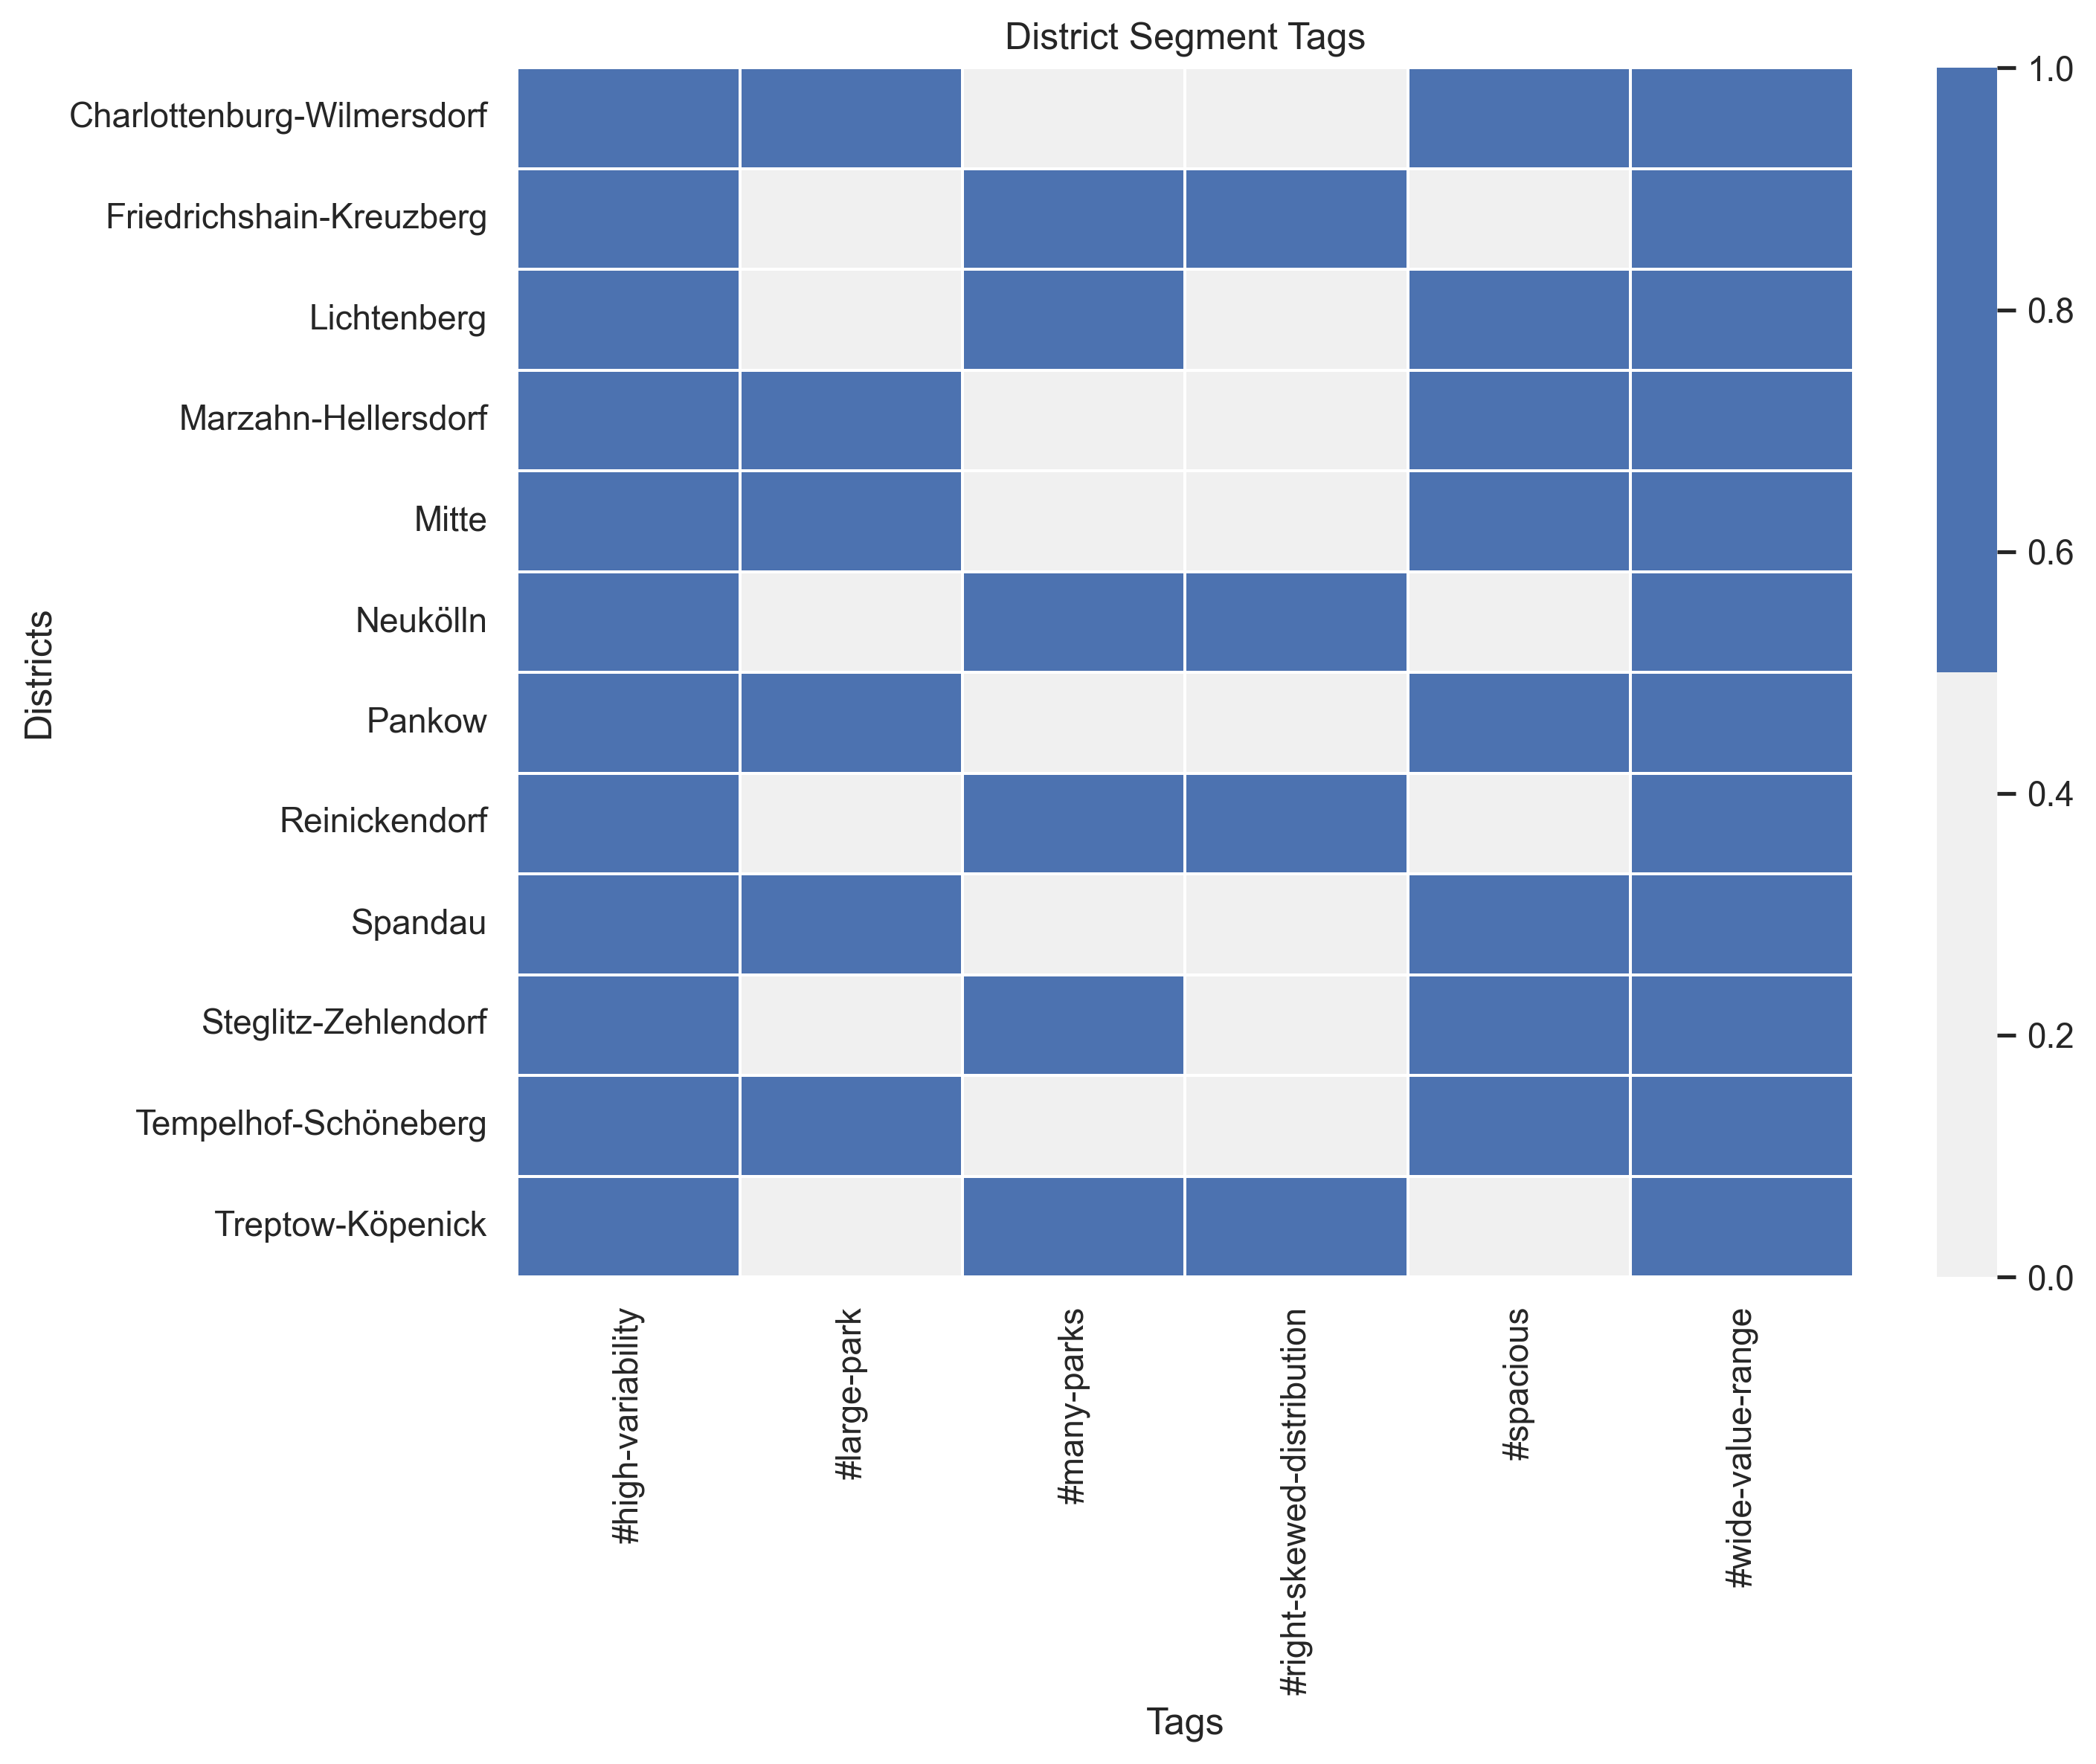 District Segment Tags
Charlottenburg-Wilmersdorf
Friedrichshain-Kreuzberg
Lichtenberg
Marzahn-Hellersdorf
Mitte
Neukölln
Pankow
Reinickendorf
Spandau
Steglitz-Zehlendorf
Tempelhof-Schöneberg
Treptow-Köpenick
Districts
#high-variability
#large-park
#many-parks
#right-skewed-distribution
#spacious
#wide-value-range
Tags
1.0
0.8
0.6
0.4
0.2
0.0